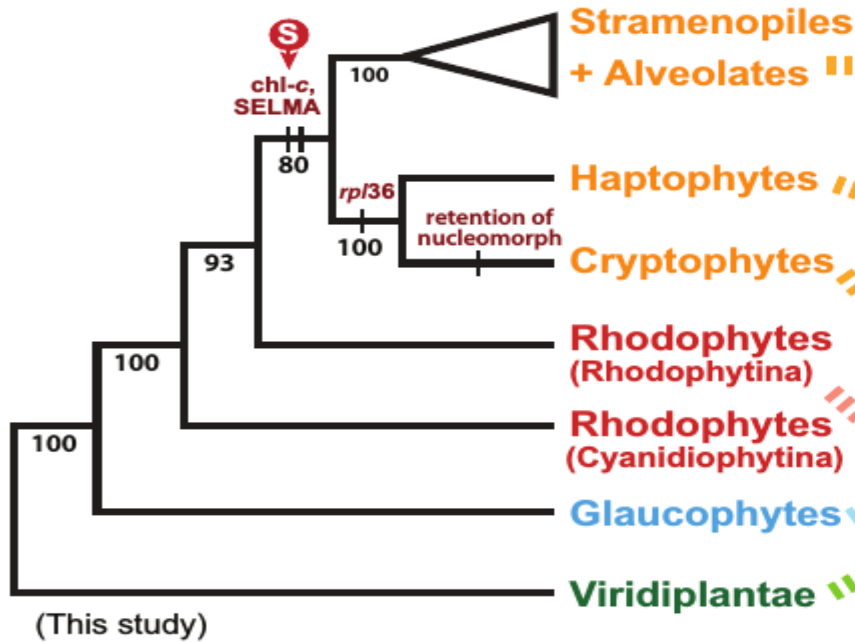 S
chl-c,
SELMA
80
100
Stramenopiles
+ Alveolates
rpl36
100
Haptophytes
retention of
nucleomorph
Cryptophytes
93
Rhodophytes
(Rhodophytina)
100
Rhodophytes
(Cyanidiophytina)
100
Glaucophytes
Viridiplantae
(This study)